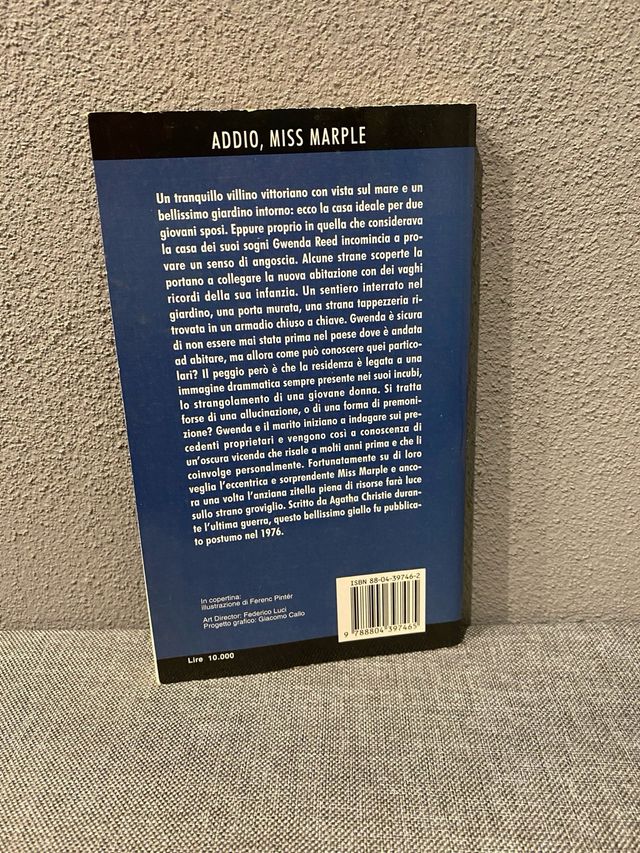 ADDIO, MISS MARPLE
Un tranquillo villino vittoriano con vista sul mare e un
bellissimo giardino intorno: ecco la casa ideale per due
giovani sposi. Eppure proprio in quella che considerava
la casa dei suoi sogni Gwenda Reed incomincia a pro-
vare un senso di angoscia. Alcune strane scoperte la
portano a collegare la nuova abitazione con dei vaghi
ricordi della sua infanzia. Un sentiero interrato nel
giardino, una porta murata, una strana tappezzeria ri-
trovata in un armadio chiuso a chiave. Gwenda è sicura
di non essere mai stata prima nel paese dove è andata
ad abitare, ma allora come può conoscere quei partico-
lari? Il peggio però è che la residenza è legata a una
immagine drammatica sempre presente nei suoi incubi,
lo strangolamento di una giovane donna. Si tratta
forse di una allucinazione, o di una forma di premoni-
zione? Gwenda e il marito iniziano a indagare sui pre-
cedenti proprietari e vengono così a conoscenza di
un'oscura vicenda che risale a molti anni prima e che li
coinvolge personalmente. Fortunatamente su di loro
veglia l'eccentrica e sorprendente Miss Marple e anco-
ra una volta l'anziana zitella piena di risorse farà luce
sullo strano groviglio. Scritto da Agatha Christie duran-
te l'ultima guerra, questo bellissimo giallo fu pubblica-
to postumo nel 1976.
In copertina:
illustrazione di Ferenc Pintér
Art Director: Federico Luci
Progetto grafico: Giacomo Callo
ISBN 88-04-39746-2
9 788804 397465
Lire 10.000